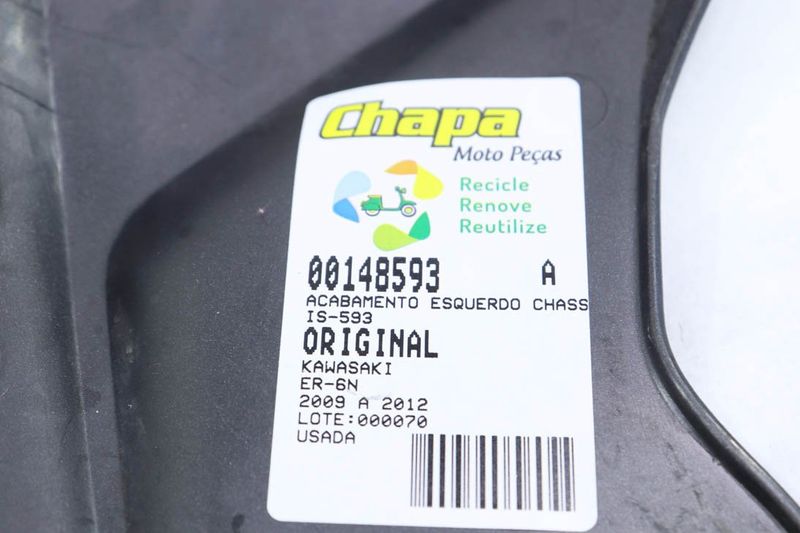 Chapa
Moto Peças
Recicle
Renove
Reutilize
00148593 A
ACABAMENTO ESQUERDO CHASS
IS-593
ORIGINAL
KAWASAKI
ER-6N
2009 A 2012
LOTE:000070
USADA